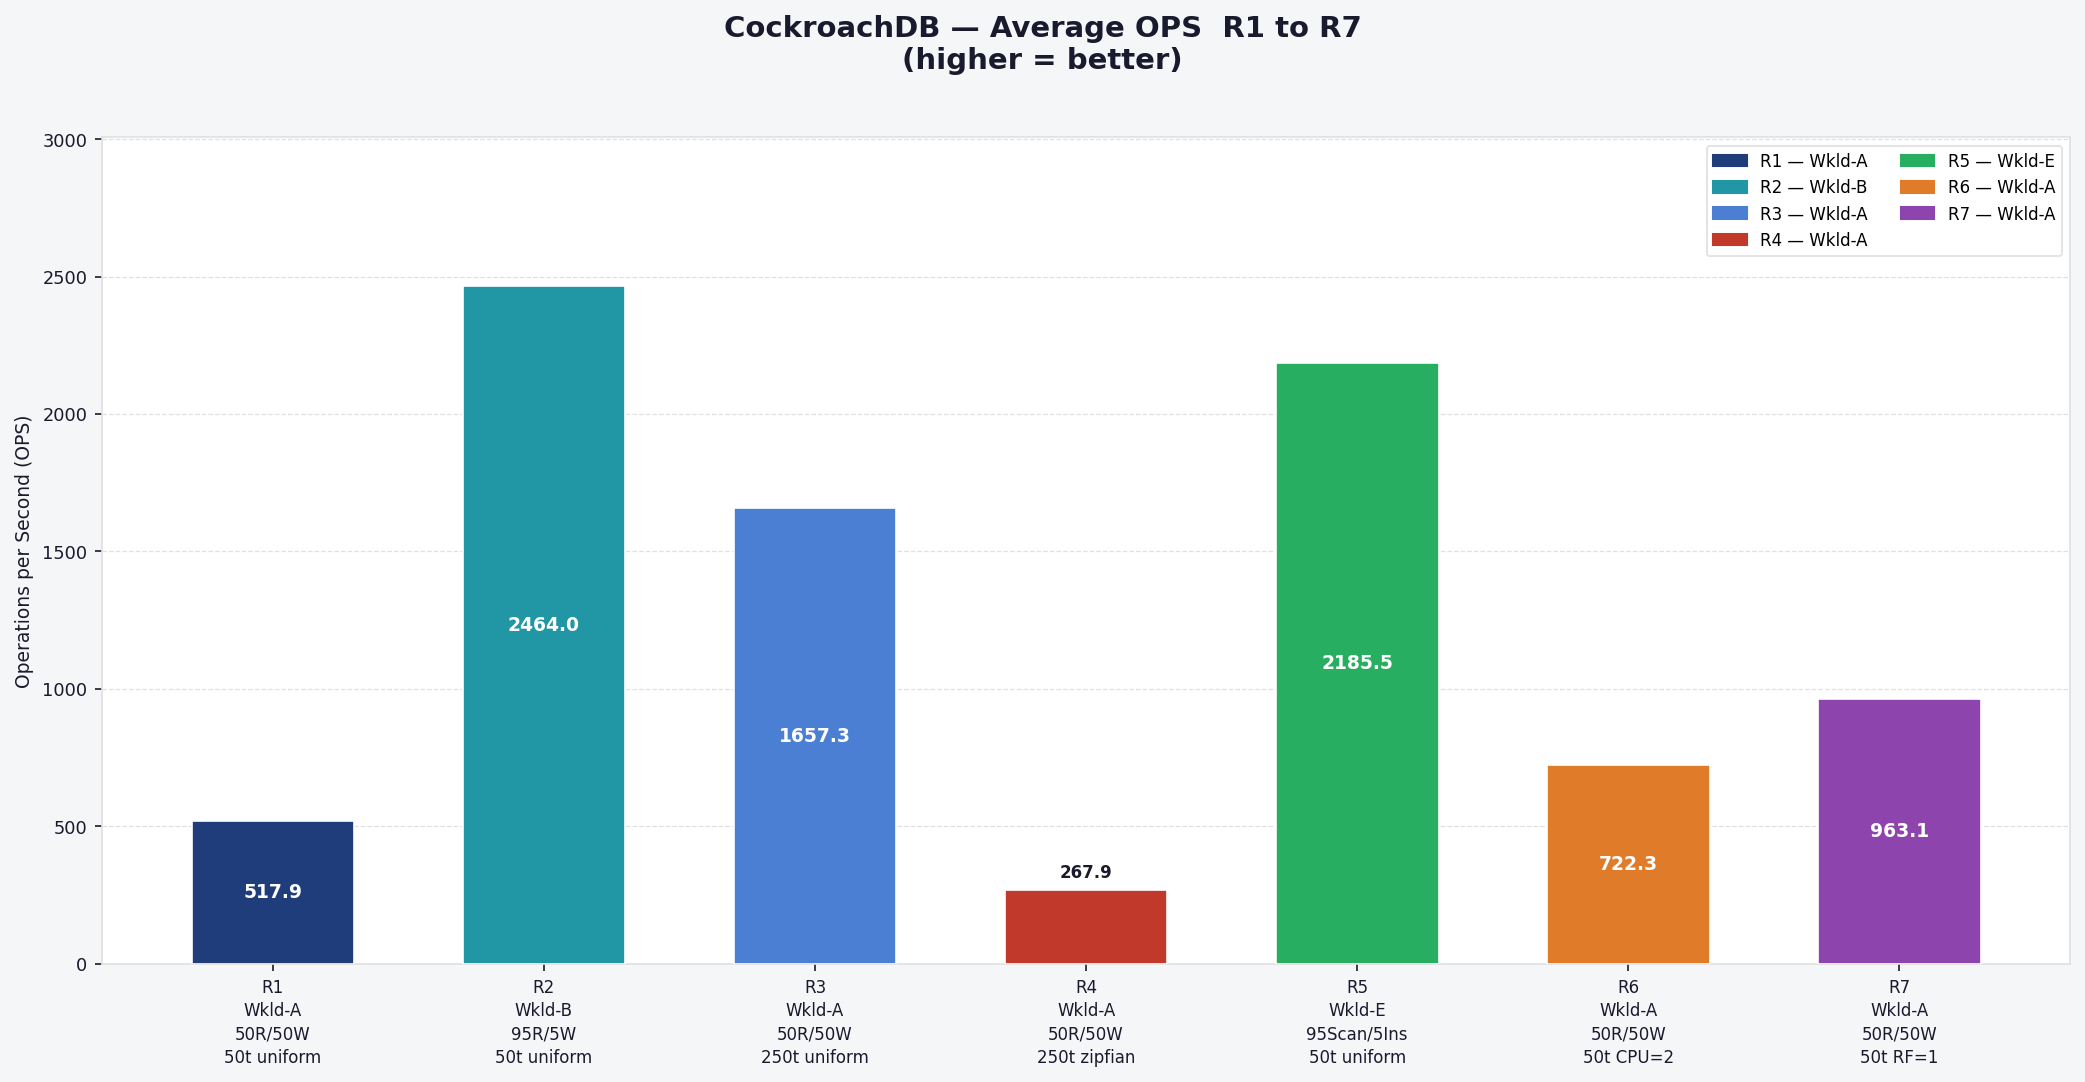 CockroachDB — Average OPS  R1 to R7
(higher = better)
Operations per Second (OPS)
3000
2500
2000
1500
1000
500
0
R1 — Wkld-A
R2 — Wkld-B
R3 — Wkld-A
R4 — Wkld-A
R5 — Wkld-E
R6 — Wkld-A
R7 — Wkld-A
517.9
2464.0
1657.3
267.9
2185.5
722.3
963.1
R1
Wkld-A
50R/50W
50t uniform
R2
Wkld-B
95R/5W
50t uniform
R3
Wkld-A
50R/50W
250t uniform
R4
Wkld-A
50R/50W
250t zipfian
R5
Wkld-E
95Scan/5Ins
50t uniform
R6
Wkld-A
50R/50W
50t CPU=2
R7
Wkld-A
50R/50W
50t RF=1